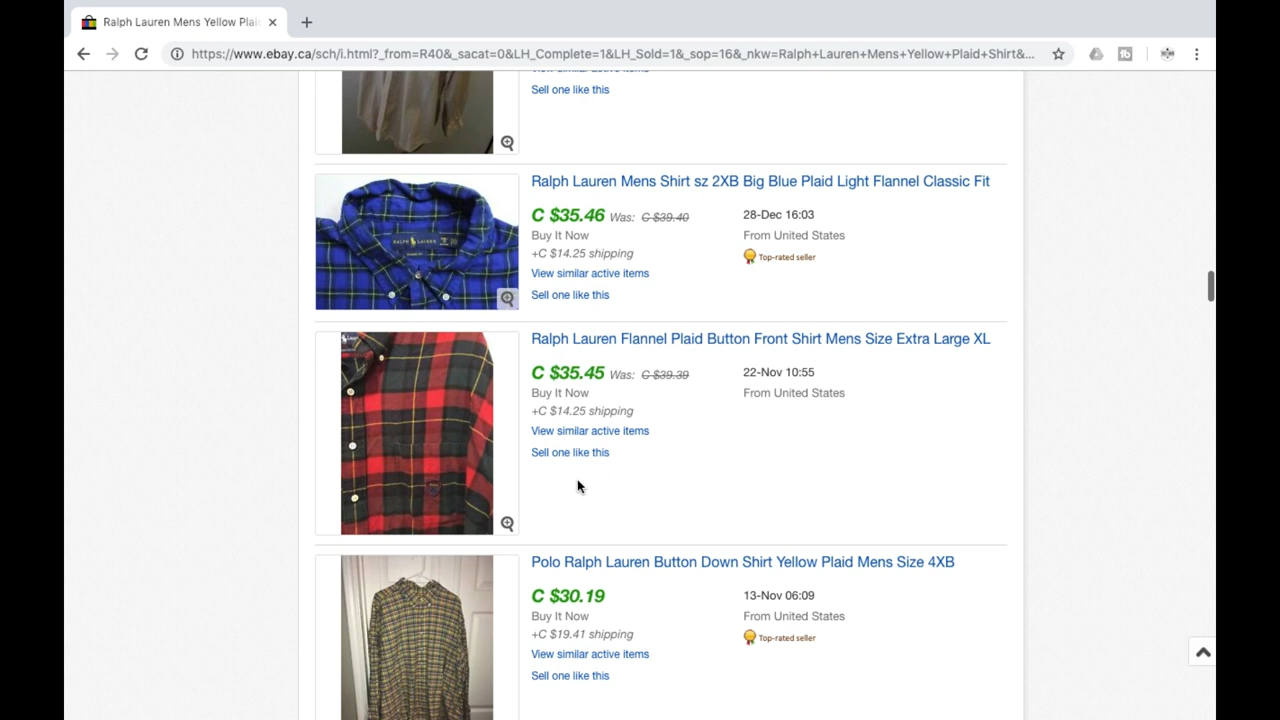 Ralph Lauren Mens Yellow Plai
https://www.ebay.ca/sch/i.html?_from=R40&_sacat=0&LH_Complete=1&LH_Sold=1&_sop=16&_nkw=Ralph+Lauren+Mens+Yellow+Plaid+Shirt&...
View similar active items
Sell one like this
Ralph Lauren Mens Shirt sz 2XB Big Blue Plaid Light Flannel Classic Fit
C $35.46 Was: C $39.40
28-Dec 16:03
Buy It Now
From United States
+C $14.25 shipping
Top-rated seller
View similar active items
Sell one like this
RALPH LAUREN
Ralph Lauren Flannel Plaid Button Front Shirt Mens Size Extra Large XL
C $35.45 Was: C $39.39
22-Nov 10:55
Buy It Now
From United States
+C $14.25 shipping
View similar active items
Sell one like this
Polo Ralph Lauren Button Down Shirt Yellow Plaid Mens Size 4XB
C $30.19
13-Nov 06:09
Buy It Now
From United States
+C $19.41 shipping
Top-rated seller
View similar active items
Sell one like this